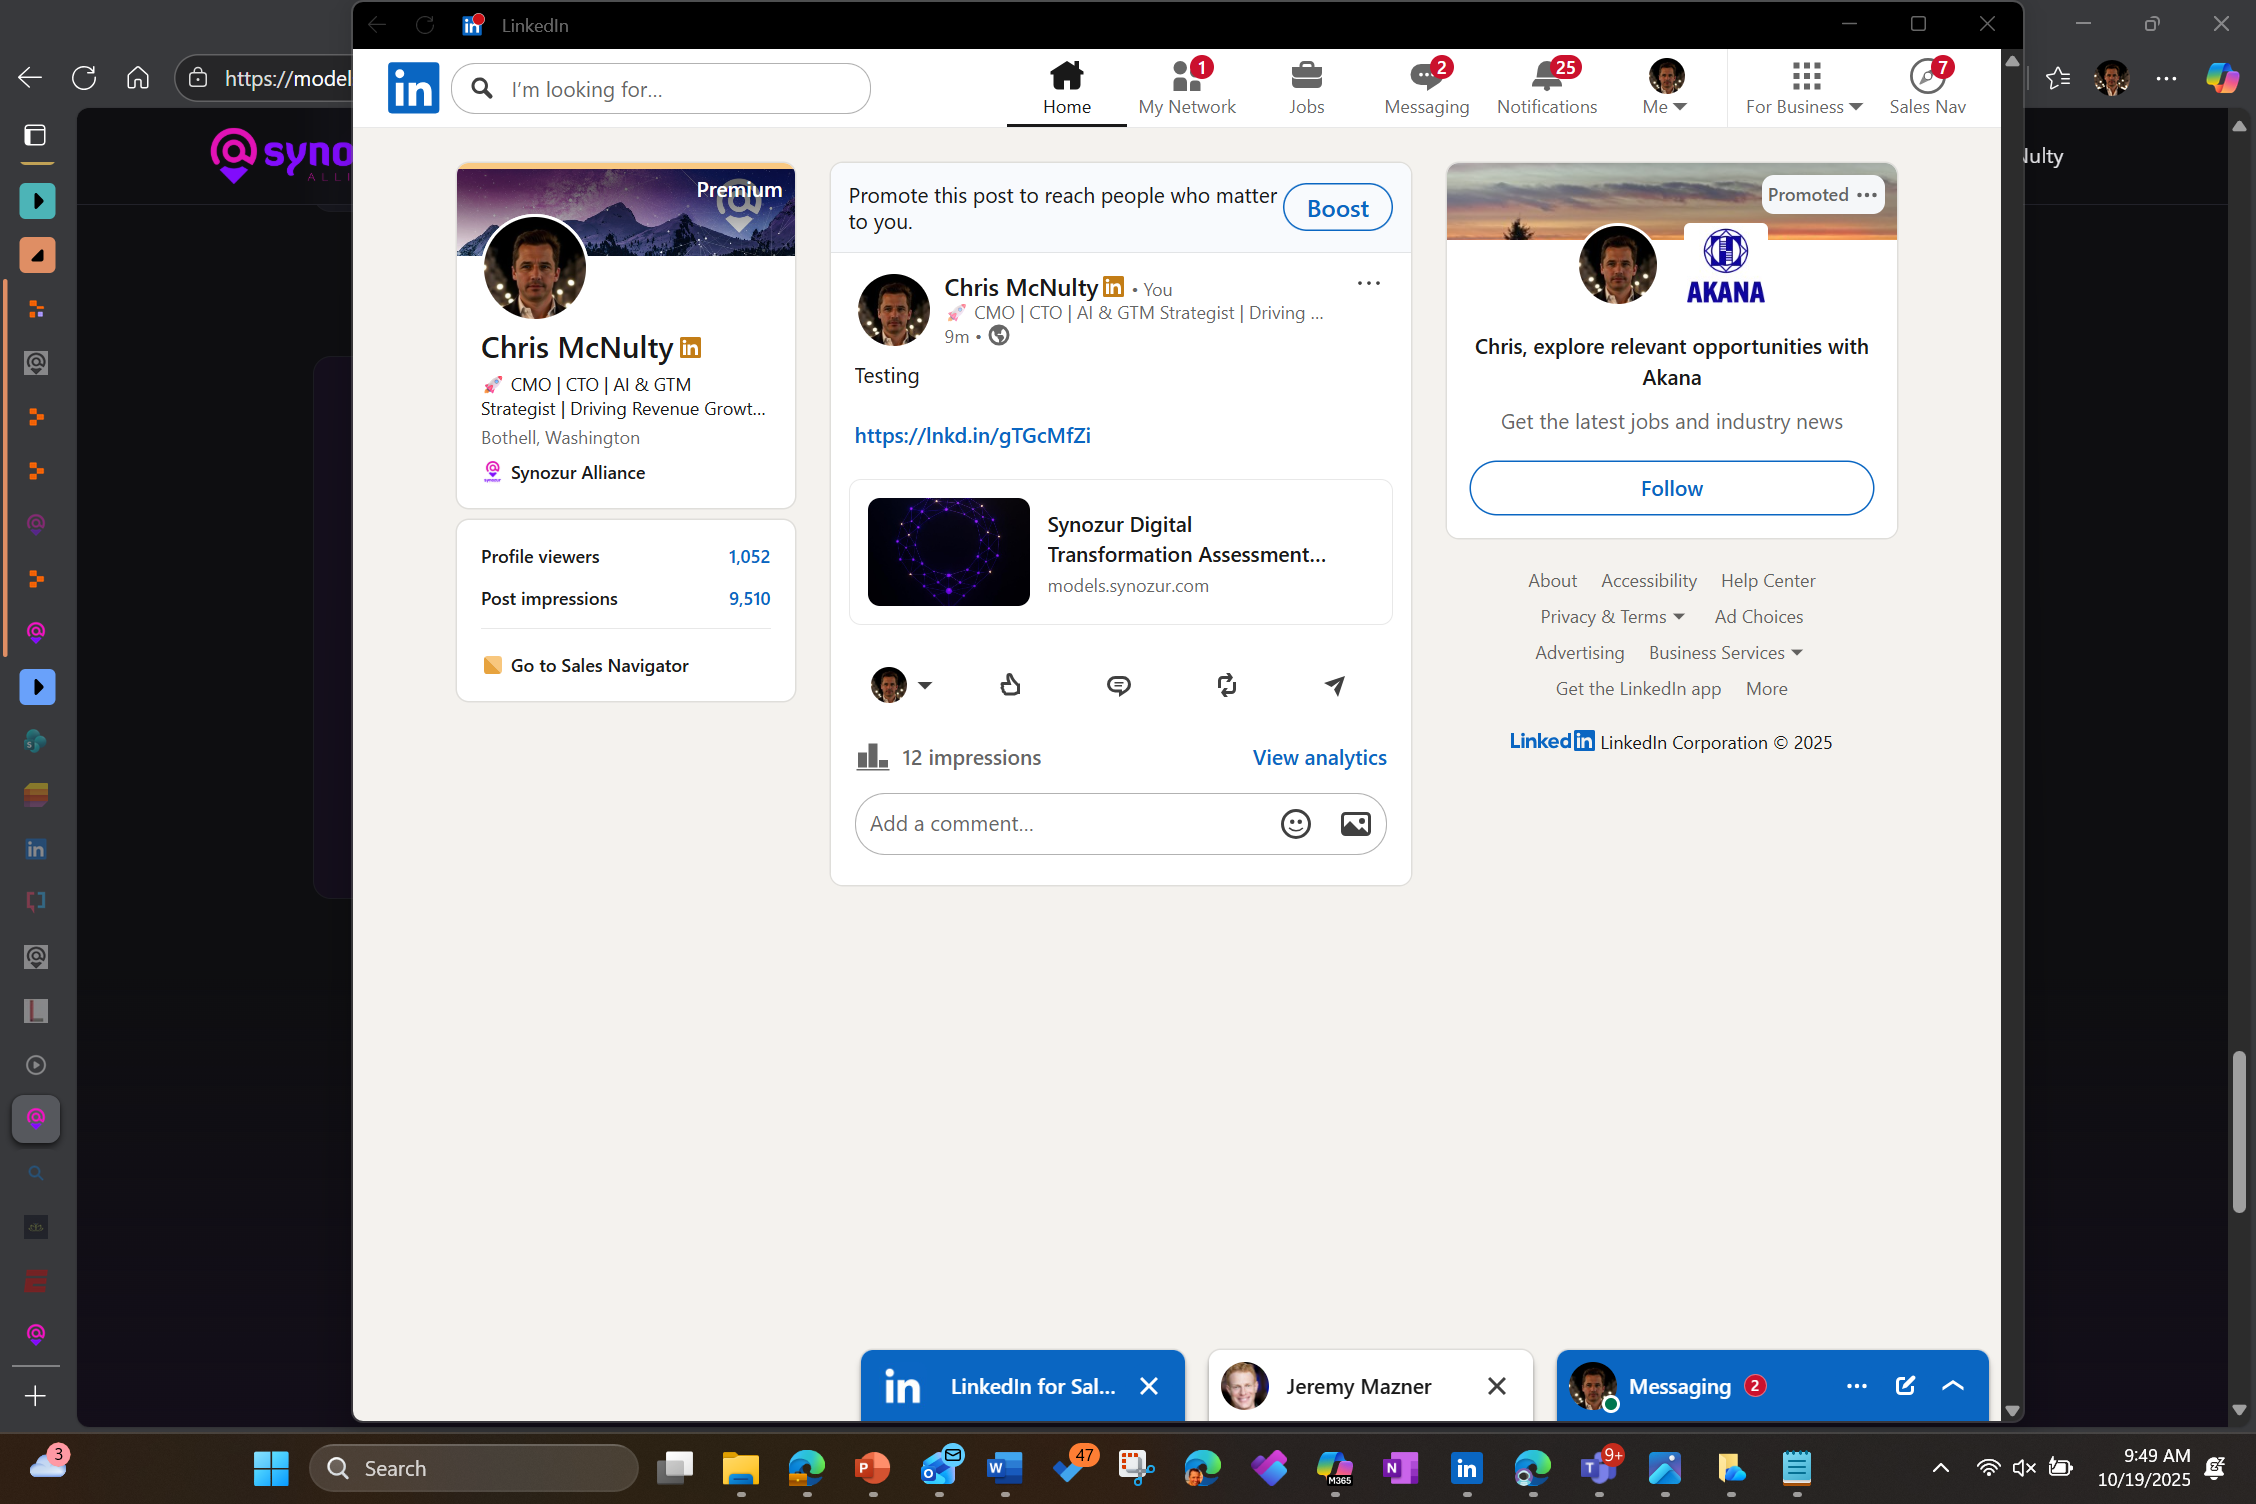 LinkedIn
https://model
I'm looking for...
1
2
25
7
Home
My Network
Jobs
Messaging
Notifications
Me
For Business
Sales Nav
syno
ALLI
Nulty
Premium
Chris McNulty
CMO | CTO | AI & GTM
Strategist | Driving Revenue Growt...
Bothell, Washington
Synozur Alliance
Profile viewers 1,052
Post impressions 9,510
Go to Sales Navigator
Promote this post to reach people who matter
to you.
Boost
Chris McNulty • You
CMO | CTO | AI & GTM Strategist | Driving ...
9m •
Testing
https://lnkd.in/gTGcMfZi
Synozur Digital
Transformation Assessment...
models.synozur.com
12 impressions
View analytics
Add a comment...
Promoted
AKANA
Chris, explore relevant opportunities with
Akana
Get the latest jobs and industry news
Follow
About Accessibility Help Center
Privacy & Terms Ad Choices
Advertising Business Services
Get the LinkedIn app More
LinkedIn LinkedIn Corporation © 2025
LinkedIn for Sal...
Jeremy Mazner
Messaging 2
3
Search
47
M365
9+
9:49 AM
10/19/2025